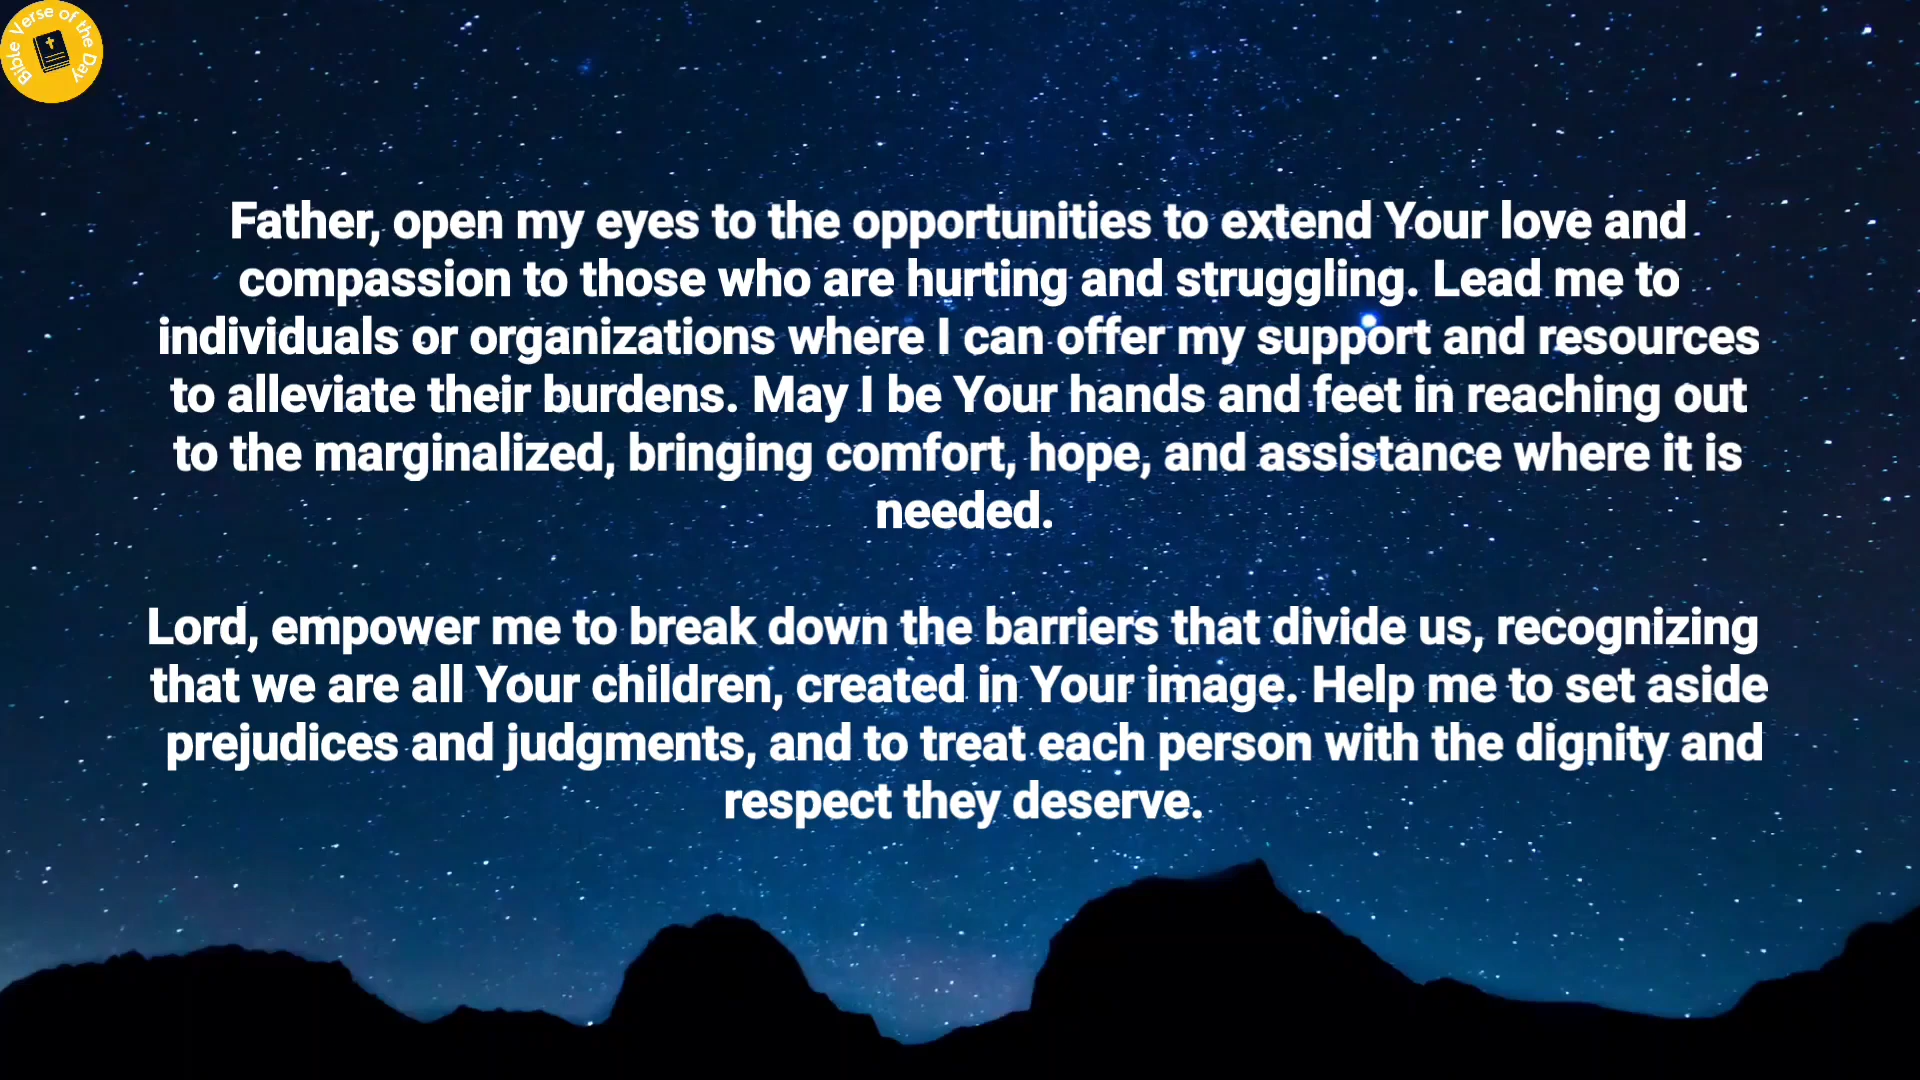 Bible Verse of the Day
Father, open my eyes to the opportunities to extend Your love and
compassion to those who are hurting and struggling. Lead me to
individuals or organizations where I can offer my support and resources
to alleviate their burdens. May I be Your hands and feet in reaching out
to the marginalized, bringing comfort, hope, and assistance where it is
needed.
Lord, empower me to break down the barriers that divide us, recognizing
that we are all Your children, created in Your image. Help me to set aside
prejudices and judgments, and to treat each person with the dignity and
respect they deserve.